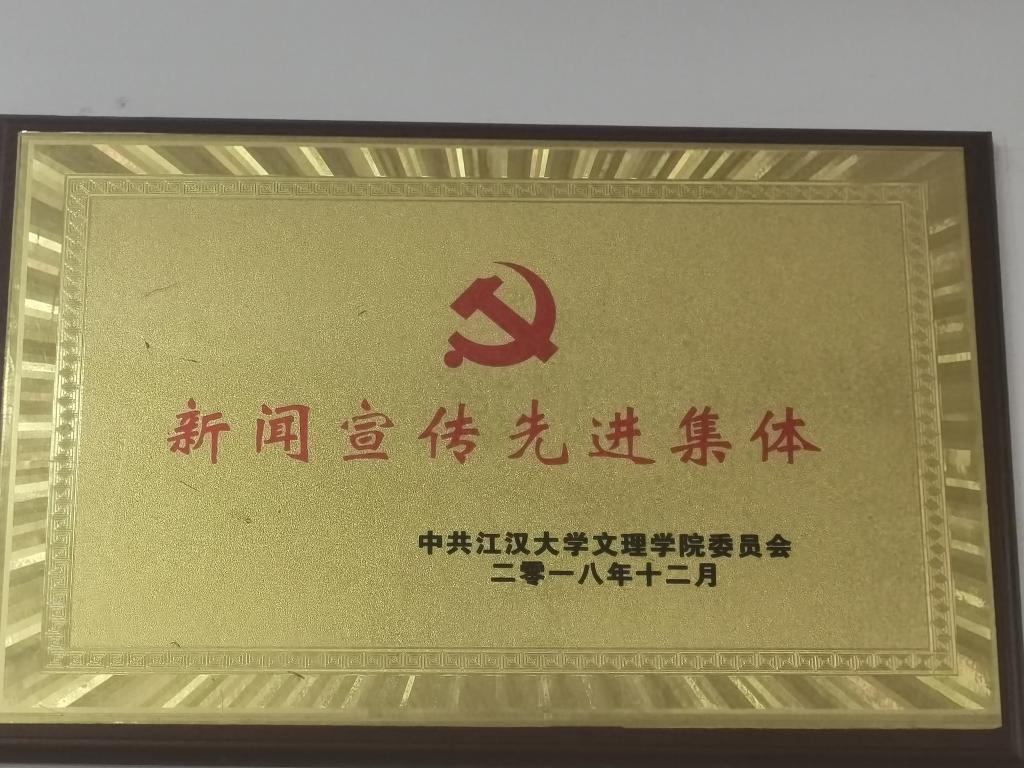 新闻宣传先进集体
中共江汉大学文理学院委员会
二零一八年十二月